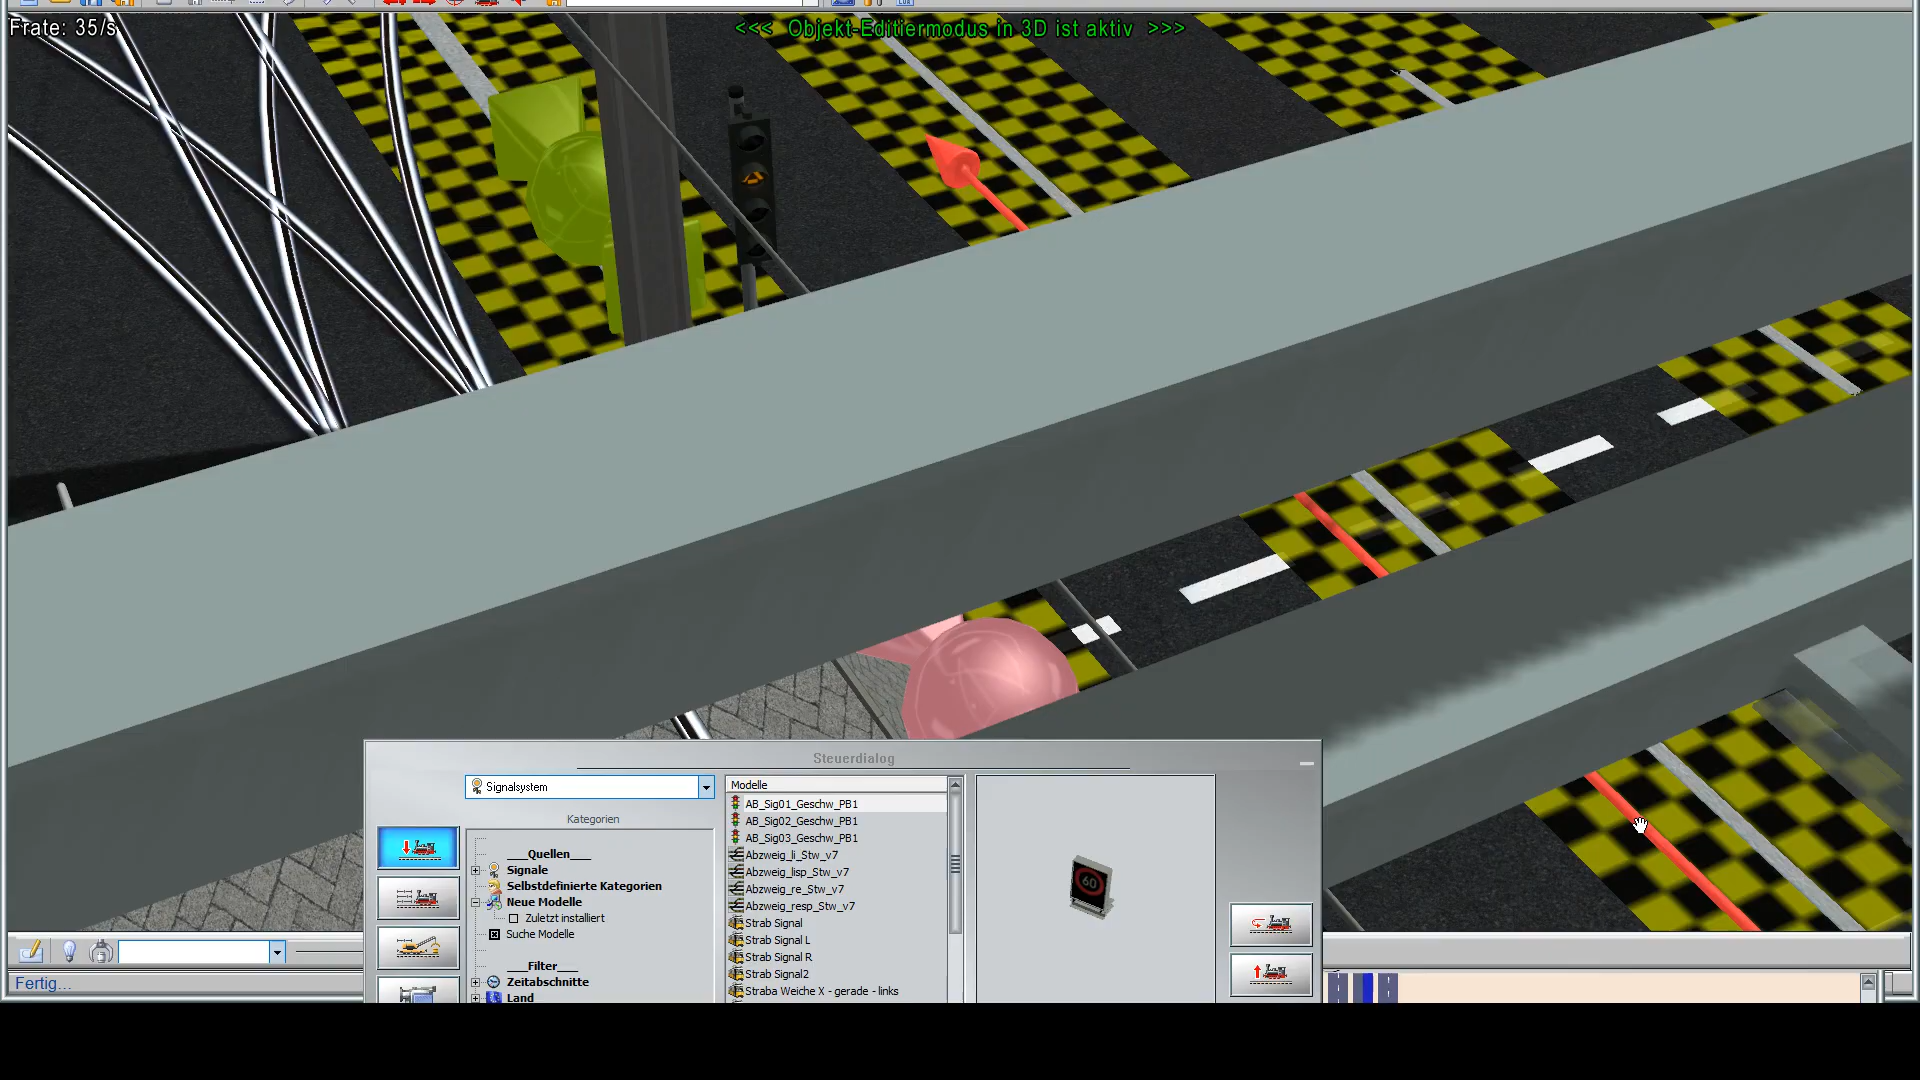 Frate: 35/s
<<< Objekt-Editiermodus in 3D ist aktiv >>>
Steuerdialog
Signalsystem
Kategorien
___Quellen___
Signale
Selbstdefinierte Kategorien
Neue Modelle
Zuletzt installiert
Suche Modelle
___Filter___
Zeitabschnitte
Land
Modelle
AB_Sig01_Geschw_PB1
AB_Sig02_Geschw_PB1
AB_Sig03_Geschw_PB1
Abzweig_li_Stw_v7
Abzweig_lisp_Stw_v7
Abzweig_re_Stw_v7
Abzweig_resp_Stw_v7
Strab Signal
Strab Signal L
Strab Signal R
Strab Signal2
Straba Weiche X - gerade - links
60
Fertig...